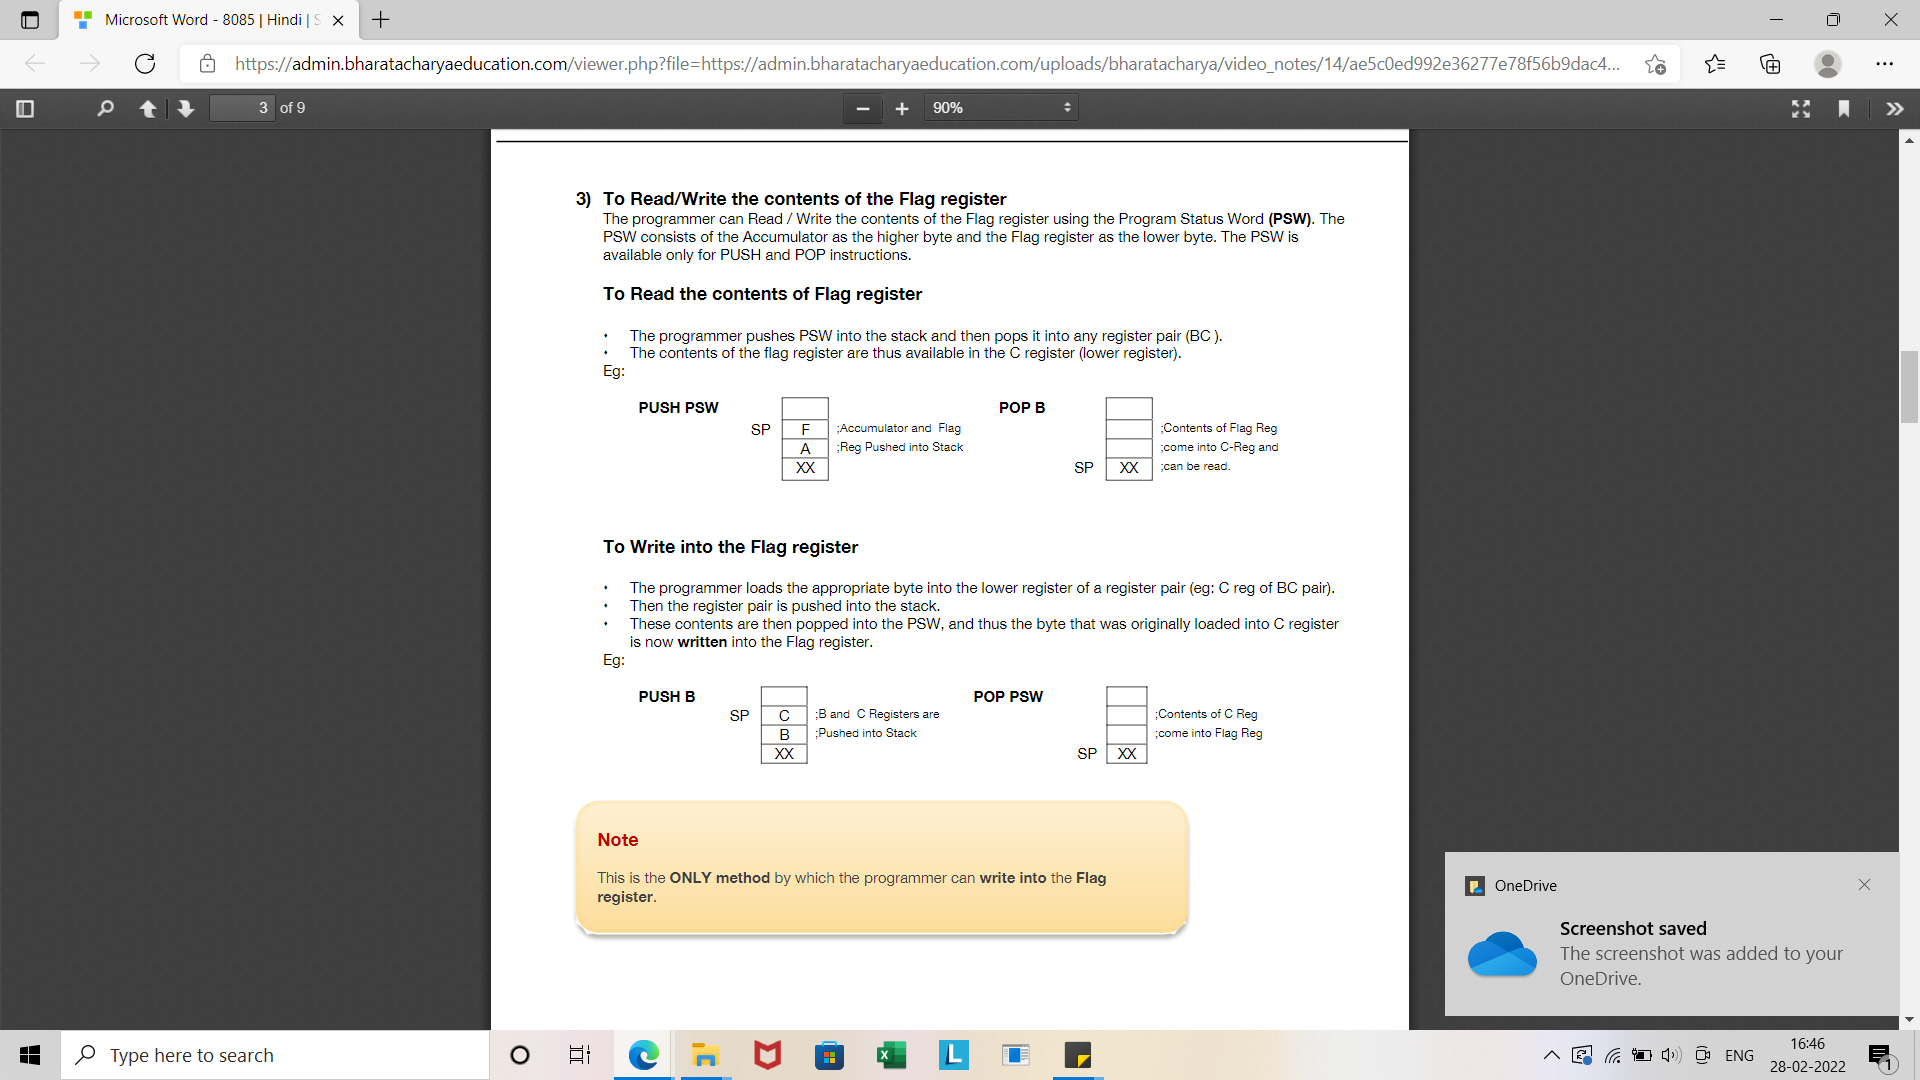 Microsoft Word - 8085 | Hindi | S
https://admin.bharatacharyaeducation.com/viewer.php?file=https://admin.bharatacharyaeducation.com/uploads/bharatacharya/video_notes/14/ae5c0ed992e36277e78f56b9dac4...
3 of 9
90%
3) To Read/Write the contents of the Flag register
The programmer can Read / Write the contents of the Flag register using the Program Status Word (PSW). The
PSW consists of the Accumulator as the higher byte and the Flag register as the lower byte. The PSW is
available only for PUSH and POP instructions.
To Read the contents of Flag register
• The programmer pushes PSW into the stack and then pops it into any register pair (BC ).
• The contents of the flag register are thus available in the C register (lower register).
Eg:
PUSH PSW POP B
SP F ;Accumulator and Flag ;Contents of Flag Reg
A ;Reg Pushed into Stack ;come into C-Reg and
XX SP XX ;can be read.
To Write into the Flag register
• The programmer loads the appropriate byte into the lower register of a register pair (eg: C reg of BC pair).
• Then the register pair is pushed into the stack.
• These contents are then popped into the PSW, and thus the byte that was originally loaded into C register
is now written into the Flag register.
Eg:
PUSH B POP PSW
SP C ;B and C Registers are ;Contents of C Reg
B ;Pushed into Stack ;come into Flag Reg
XX SP XX
Note
This is the ONLY method by which the programmer can write into the Flag
register.
OneDrive
Screenshot saved
The screenshot was added to your
OneDrive.
Type here to search
L
ENG
16:46
28-02-2022
1